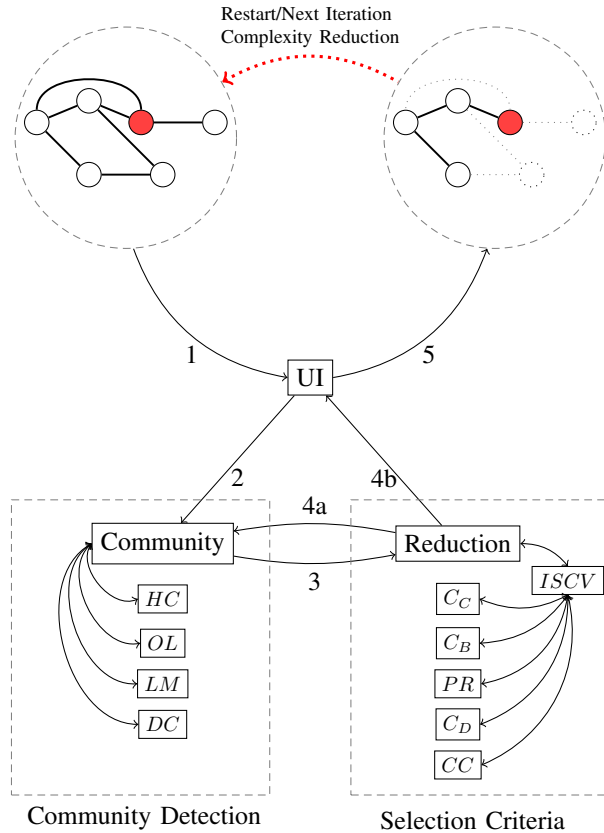 Restart/Next Iteration
Complexity Reduction
1
5
UI
2
4b
4a
Community
Reduction
3
ISCV
HC
C_C
OL
C_B
LM
PR
DC
C_D
CC
Community Detection
Selection Criteria